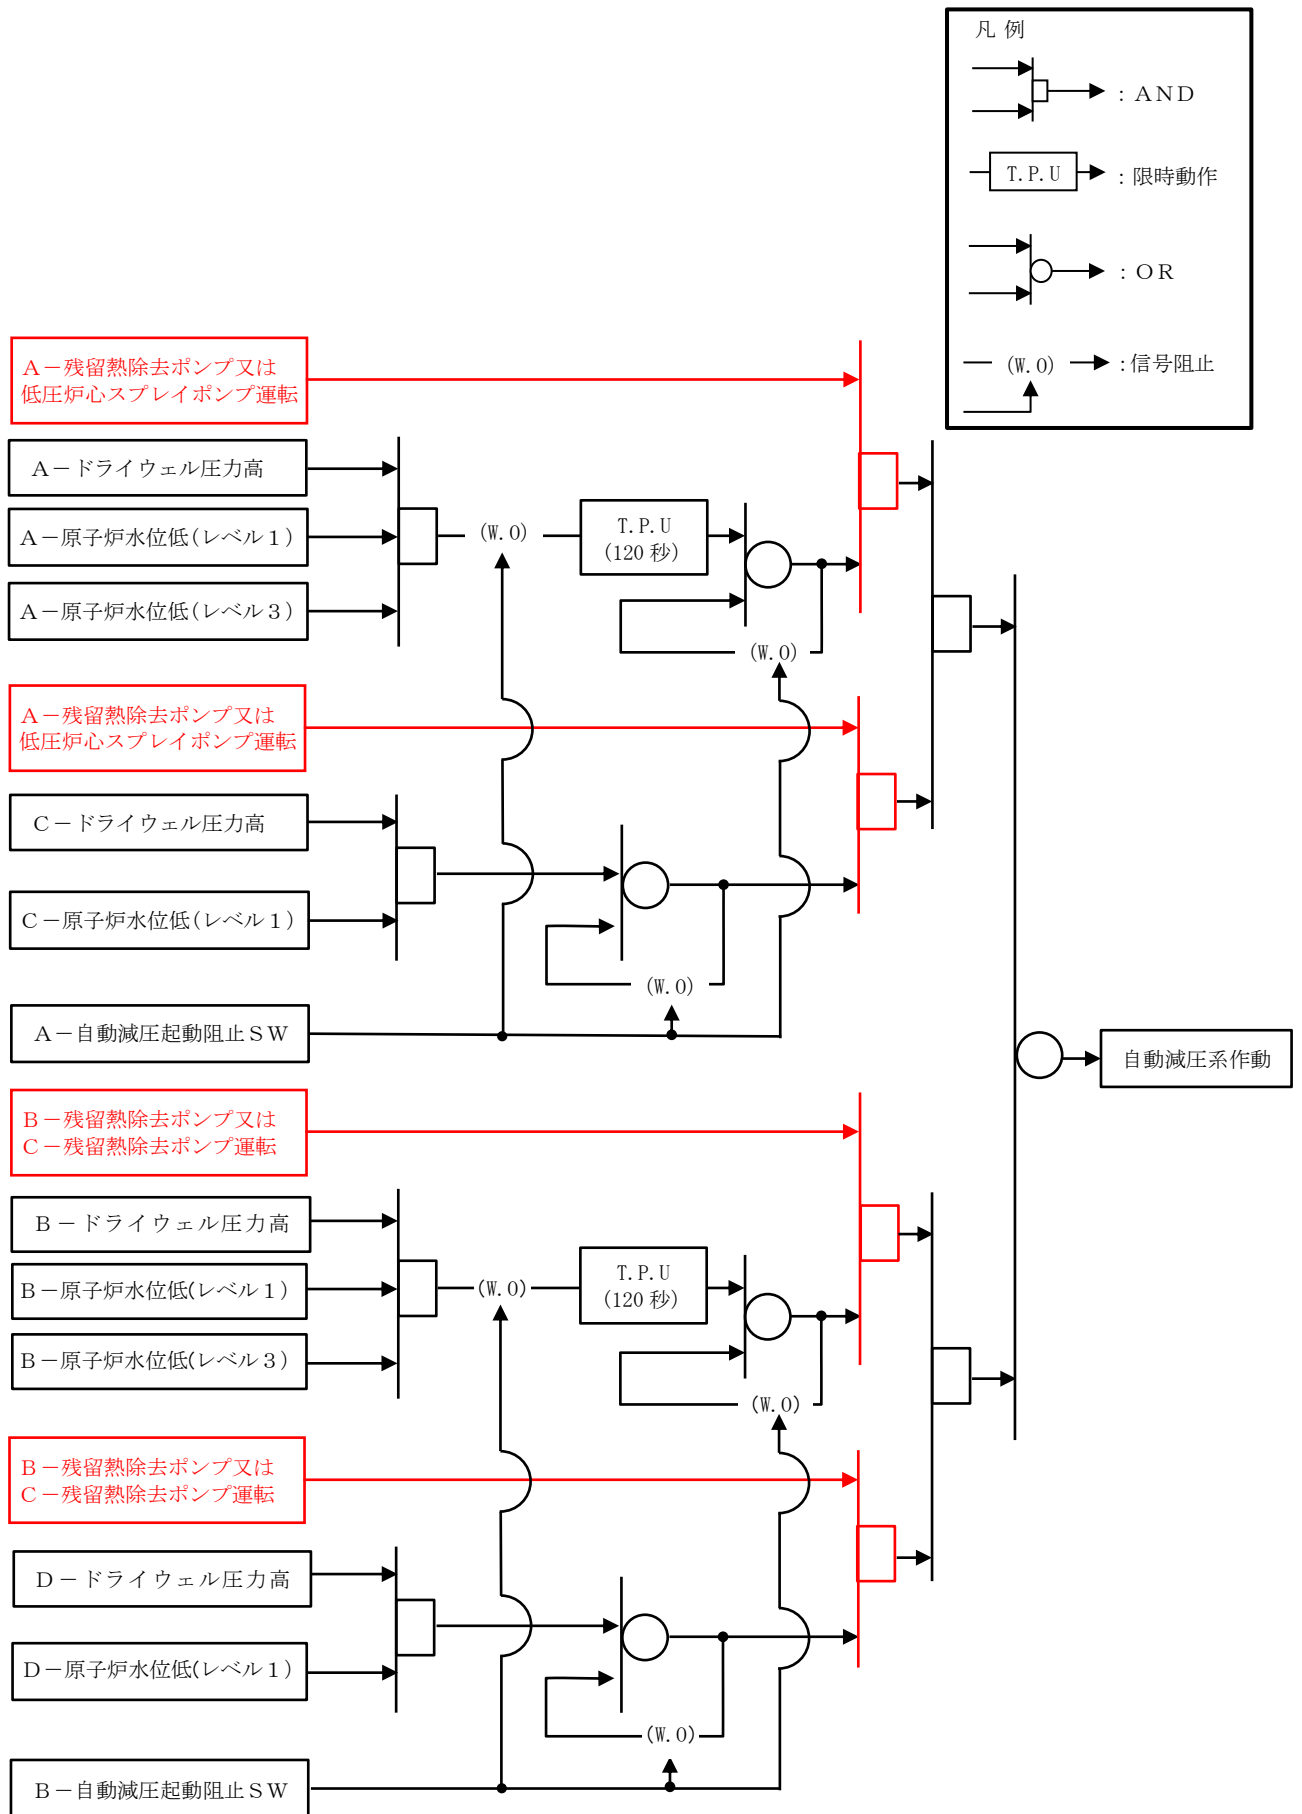 凡 例
：ＡＮＤ
T.P.U
：限時動作
：ＯＲ
(W.O)
：信号阻止
Ａ－残留熱除去ポンプ又は
低圧炉心スプレイポンプ運転
Ａ－ドライウェル圧力高
Ａ－原子炉水位低（レベル１）
Ａ－原子炉水位低（レベル３）
(W.O)
T.P.U
(120 秒)
(W.O)
Ａ－残留熱除去ポンプ又は
低圧炉心スプレイポンプ運転
Ｃ－ドライウェル圧力高
Ｃ－原子炉水位低（レベル１）
(W.O)
Ａ－自動減圧起動阻止ＳＷ
自動減圧系作動
Ｂ－残留熱除去ポンプ又は
Ｃ－残留熱除去ポンプ運転
Ｂ－ドライウェル圧力高
Ｂ－原子炉水位低(レベル１）
Ｂ－原子炉水位低(レベル３）
(W.O)
T.P.U
(120 秒)
(W.O)
Ｂ－残留熱除去ポンプ又は
Ｃ－残留熱除去ポンプ運転
Ｄ－ドライウェル圧力高
Ｄ－原子炉水位低(レベル１）
(W.O)
Ｂ－自動減圧起動阻止ＳＷ